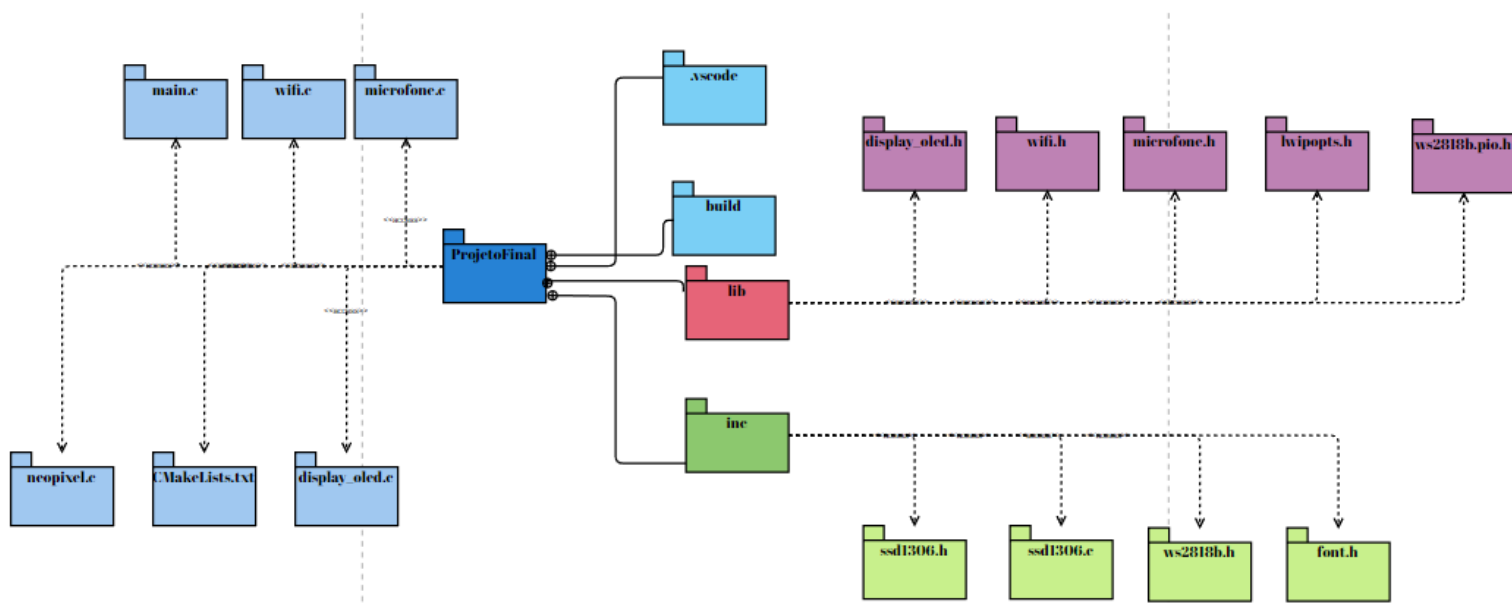 .vscode
main.c
wifi.c
microfone.c
display_oled.h
wifi.h
microfone.h
lwipopts.h
ws2818b.pio.h
build
ProjetoFinal
lib
inc
neopixel.c
CMakeLists.txt
display_oled.c
ssd1306.h
ssd1306.c
ws2818b.h
font.h